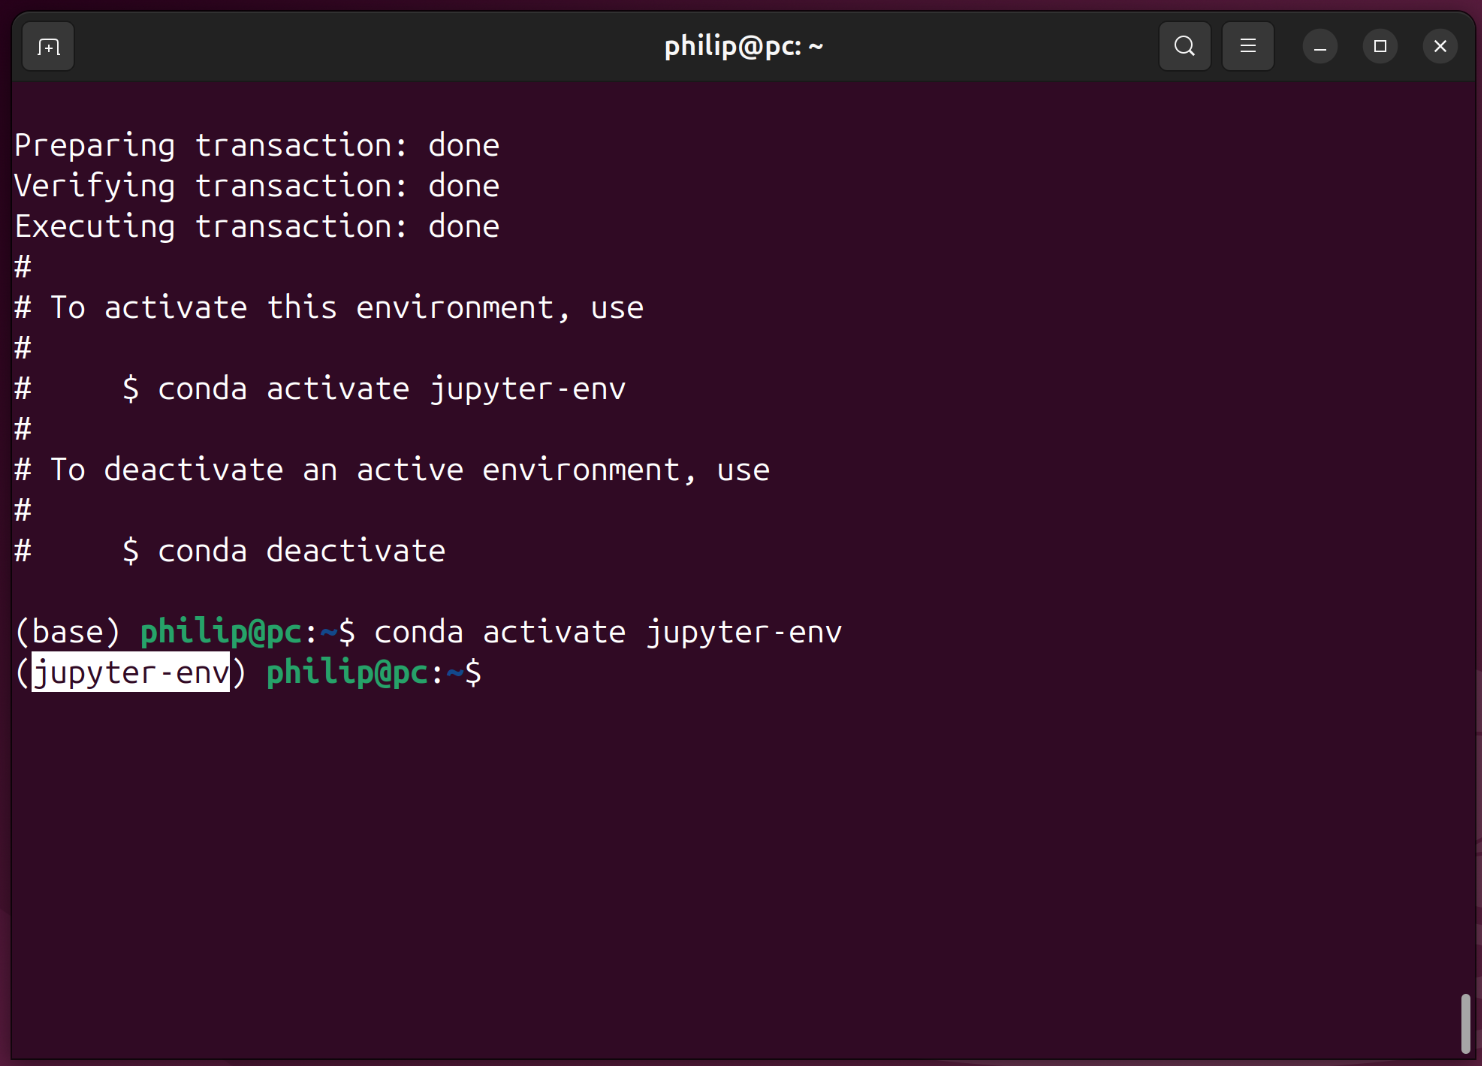 philip@pc: ~
Preparing transaction: done
Verifying transaction: done
Executing transaction: done
#
# To activate this environment, use
#
#     $ conda activate jupyter-env
#
# To deactivate an active environment, use
#
#     $ conda deactivate
(base) philip@pc:~$ conda activate jupyter-env
(jupyter-env) philip@pc:~$